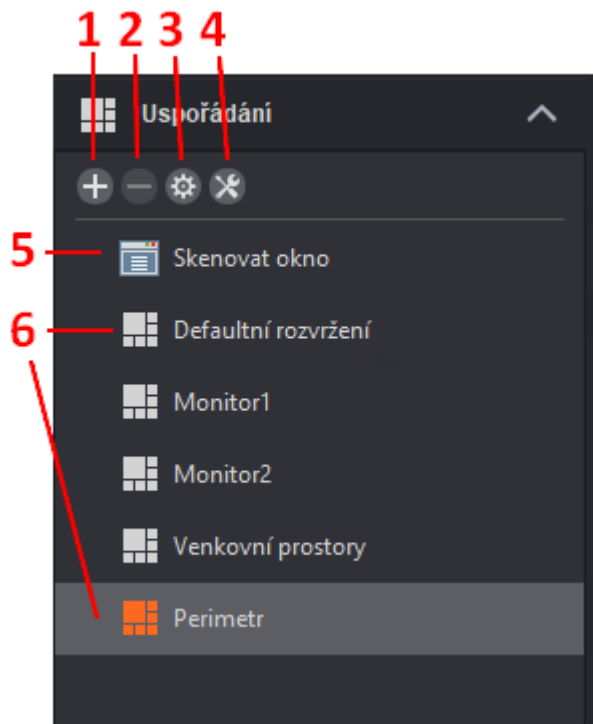 1 2 3 4
Uspořádání
5 Skenovat okno
6 Defaultní rozvržení
Monitor1
Monitor2
Venkovní prostory
Perimetr